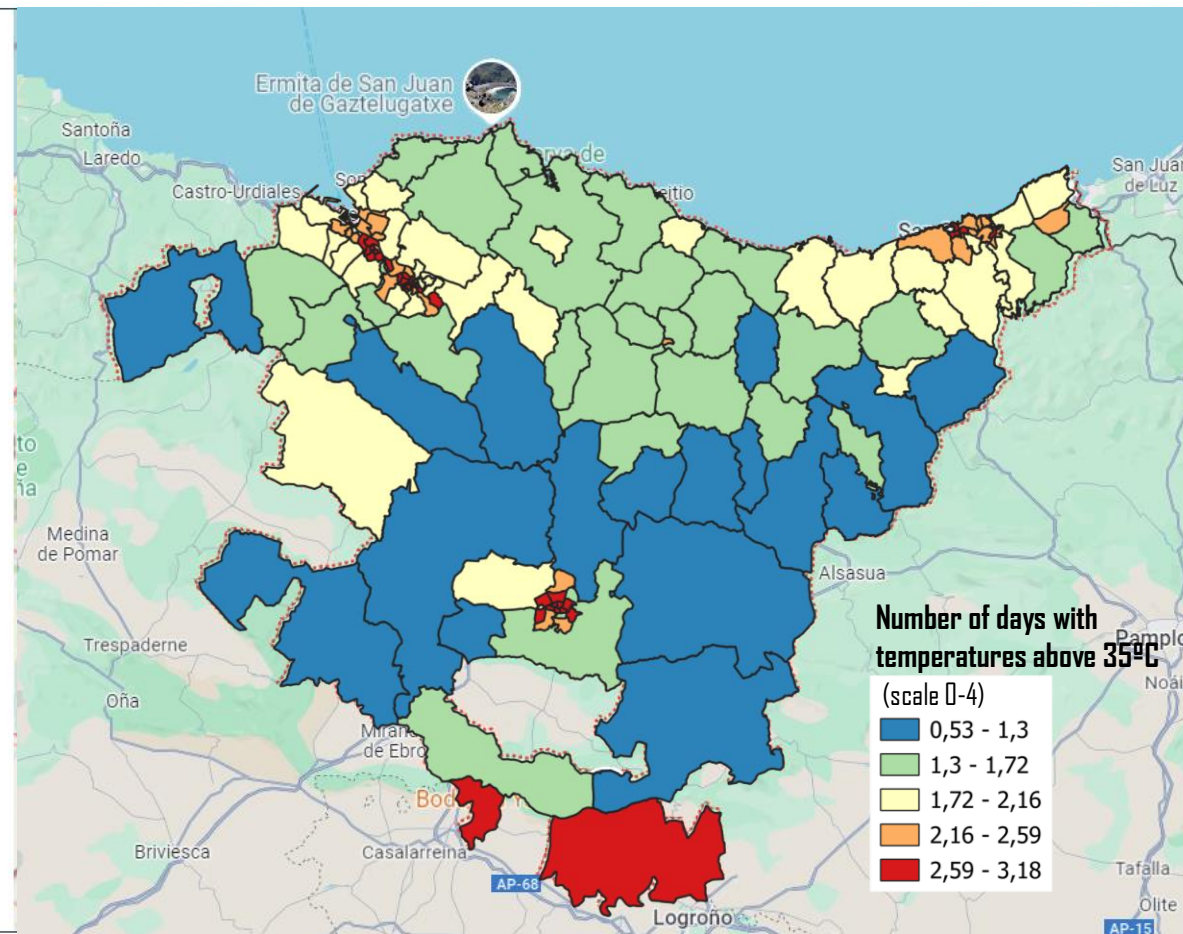 Ermita de San Juan
de Gaztelugatxe
Santoña
Laredo
Castro-Urdiales
San Juan
de Luz
Medina
de Pomar
Trespaderne
Oña
de Ebro
Briviesca
Casalarreina
AP-68
Logroño
Alsasua
Number of days with
temperatures above 35ºC
(scale 0-4)
0,53 - 1,3
1,3 - 1,72
1,72 - 2,16
2,16 - 2,59
2,59 - 3,18
Noái
Tafalla
Olite
AP-15